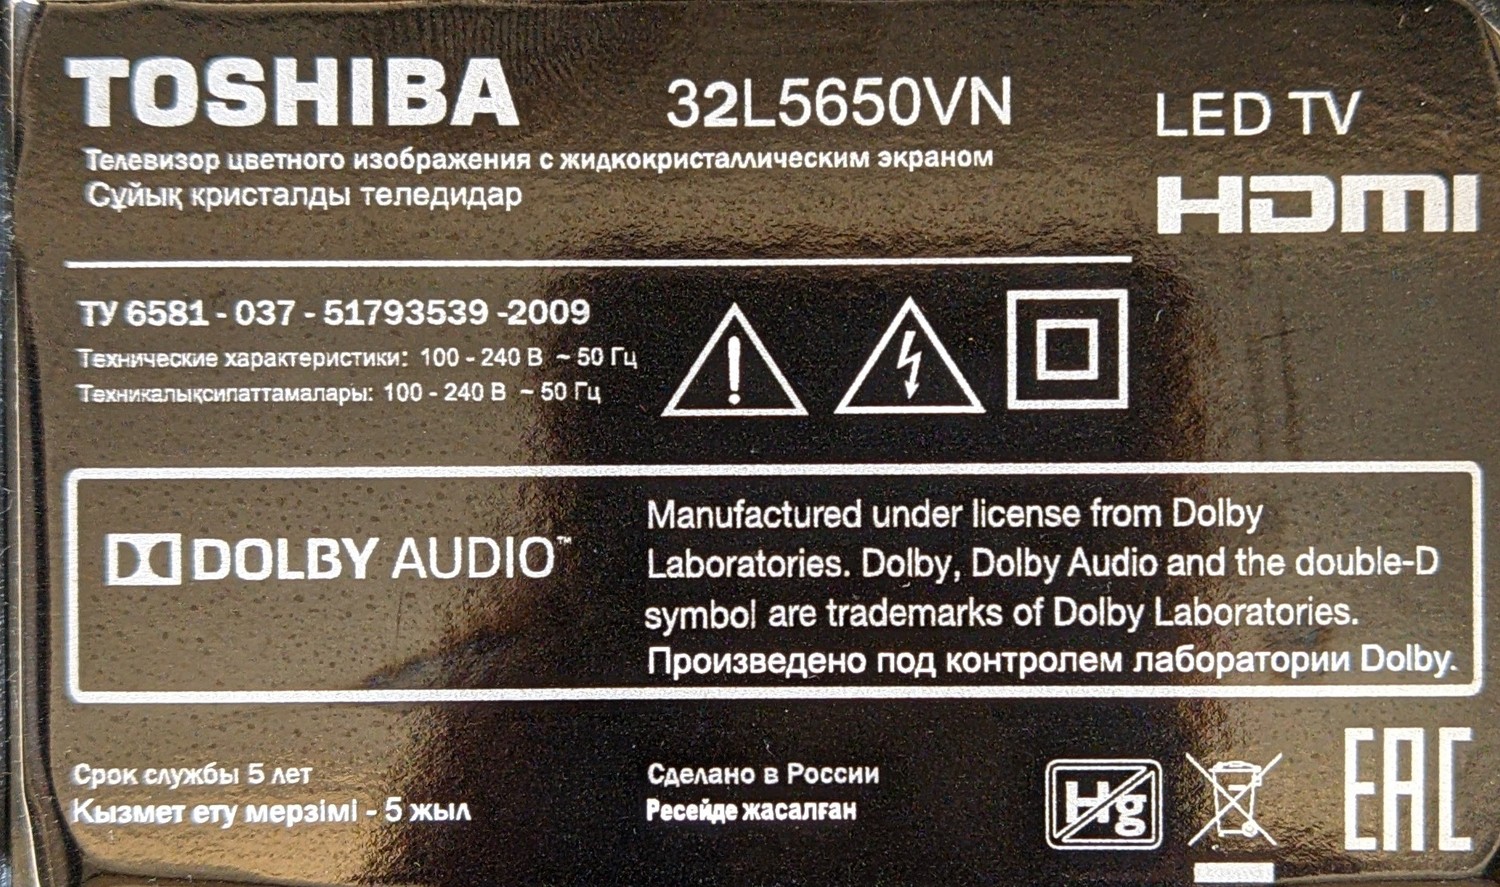 TOSHIBA 32L5650VN LED TV
Телевизор цветного изображения с жидкокристаллическим экраном
Сұйық кристалды теледидар
HDMI
ТУ 6581 - 037 - 51793539 -2009
Технические характеристики: 100 - 240 В ~ 50 Гц
Техникалықсипаттамалары: 100 - 240 В ~ 50 Гц
DOLBY AUDIO™
Manufactured under license from Dolby
Laboratories. Dolby, Dolby Audio and the double-D
symbol are trademarks of Dolby Laboratories.
Произведено под контролем лаборатории Dolby.
Срок службы 5 лет
Кызмет ету мерзімі - 5 жыл
Сделано в России
Ресейде жасалған
Hg
7
EAC